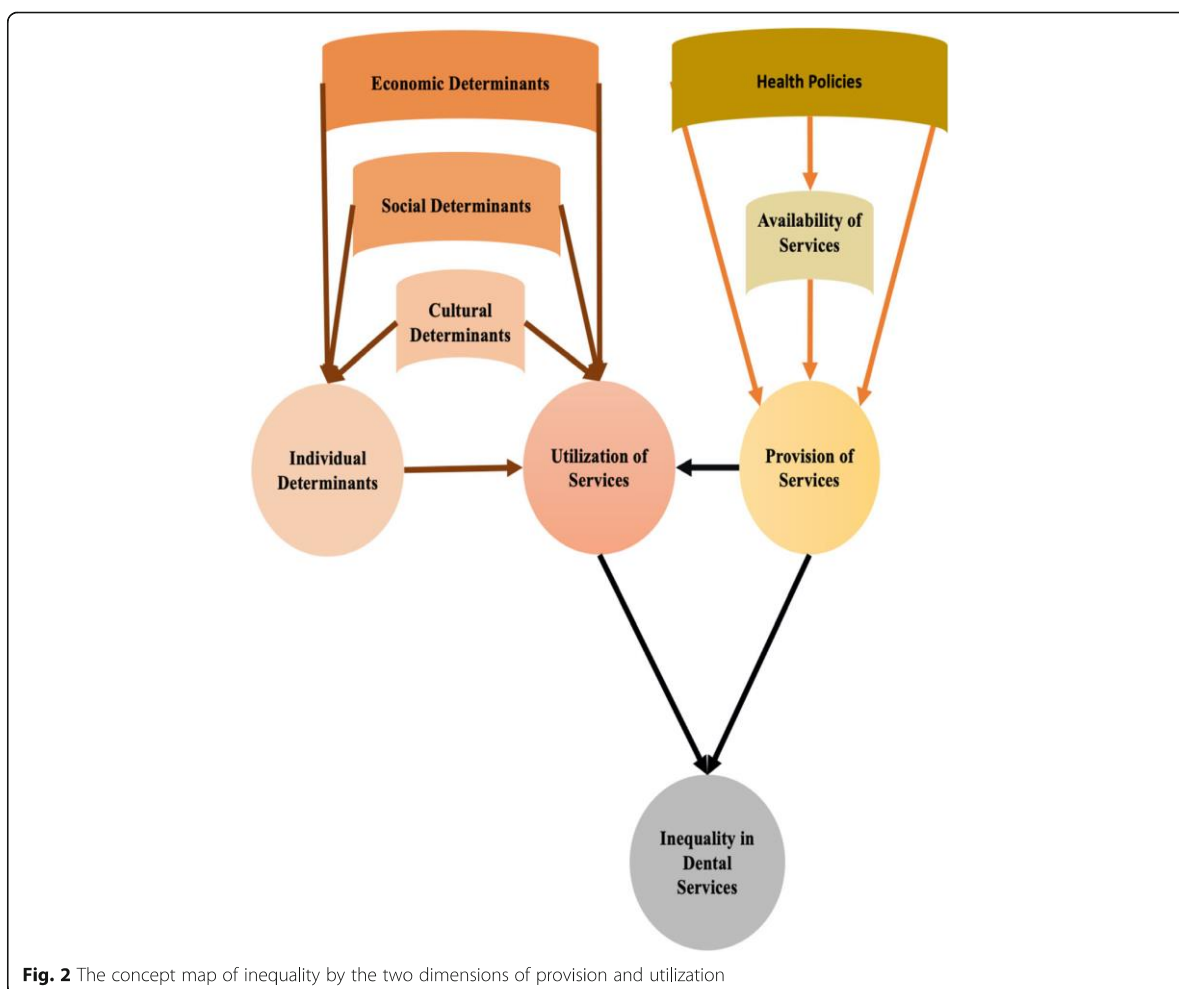 Economic Determinants
Health Policies
Social Determinants
Availability of
Services
Cultural
Determinants
Individual
Determinants
Utilization of
Services
Provision of
Services
Inequality in
Dental
Services
Fig. 2 The concept map of inequality by the two dimensions of provision and utilization